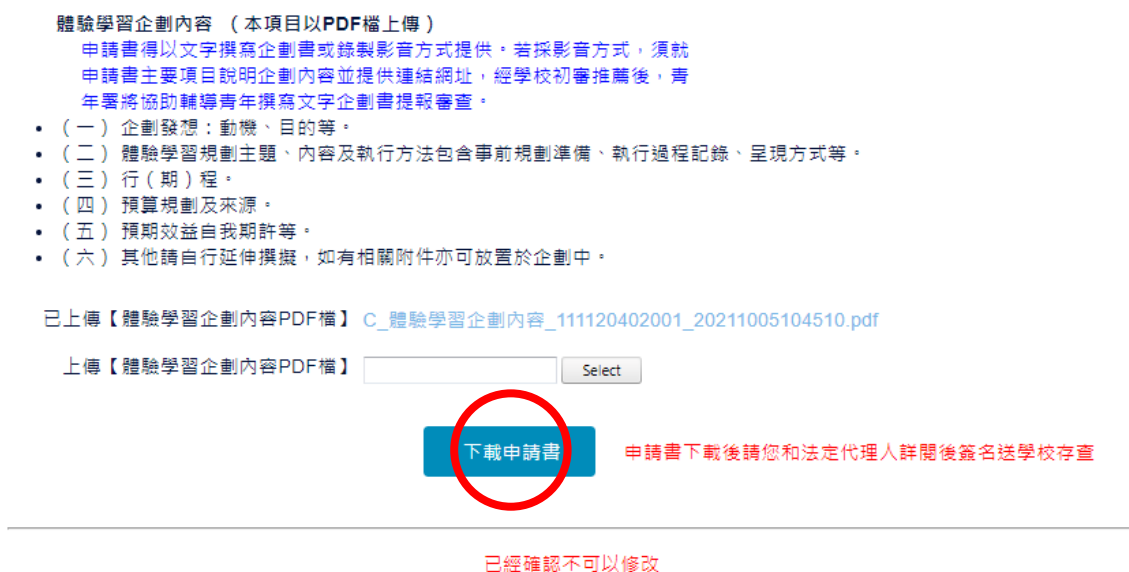 體驗學習企劃內容 （本項目以PDF檔上傳）
申請書得以文字撰寫企劃書或錄製影音方式提供。若採影音方式，須就
申請書主要項目說明企劃內容並提供連結網址，經學校初審推薦後，青
年署將協助輔導青年撰寫文字企劃書提報審查。
• （一） 企劃發想：動機、目的等。
• （二） 體驗學習規劃主題、內容及執行方法包含事前規劃準備、執行過程記錄、呈現方式等。
• （三） 行（期）程。
• （四） 預算規劃及來源。
• （五） 預期效益自我期許等。
• （六） 其他請自行延伸撰擬，如有相關附件亦可放置於企劃中。
已上傳【體驗學習企劃內容PDF檔】 C_體驗學習企劃內容_111120402001_20211005104510.pdf
上傳【體驗學習企劃內容PDF檔】 Select
下載申請書 申請書下載後請您和法定代理人詳閱後簽名送學校存查
已經確認不可以修改